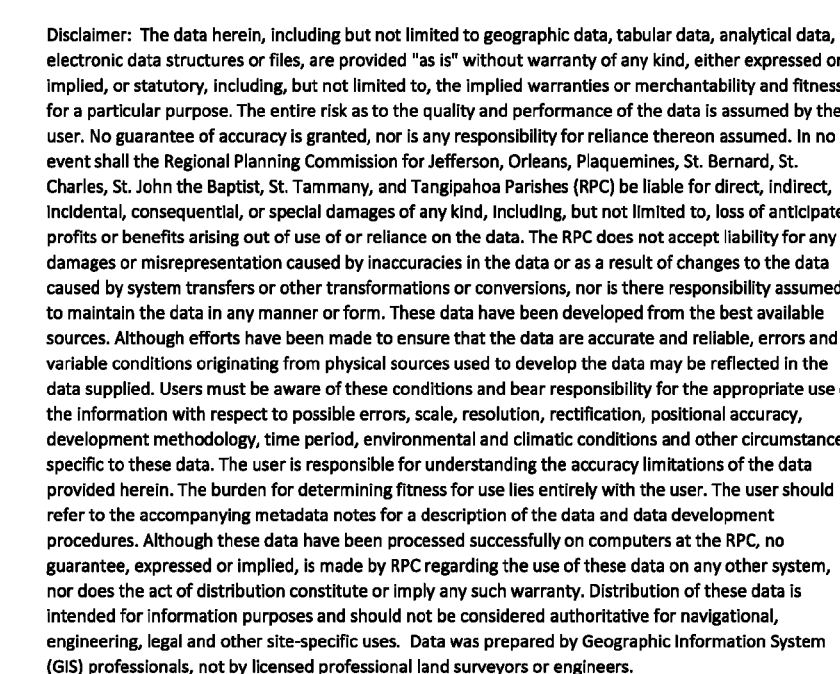 Disclaimer:  The data herein, including but not limited to geographic data, tabular data, analytical data,
electronic data structures or files, are provided "as is" without warranty of any kind, either expressed or
implied, or statutory, including, but not limited to, the implied warranties or merchantability and fitness
for a particular purpose. The entire risk as to the quality and performance of the data is assumed by the
user. No guarantee of accuracy is granted, nor is any responsibility for reliance thereon assumed. In no
event shall the Regional Planning Commission for Jefferson, Orleans, Plaquemines, St. Bernard, St.
Charles, St. John the Baptist, St. Tammany, and Tangipahoa Parishes (RPC) be liable for direct, indirect,
incidental, consequential, or special damages of any kind, including, but not limited to, loss of anticipate
profits or benefits arising out of use of or reliance on the data. The RPC does not accept liability for any
damages or misrepresentation caused by inaccuracies in the data or as a result of changes to the data
caused by system transfers or other transformations or conversions, nor is there responsibility assumed
to maintain the data in any manner or form. These data have been developed from the best available
sources. Although efforts have been made to ensure that the data are accurate and reliable, errors and
variable conditions originating from physical sources used to develop the data may be reflected in the
data supplied. Users must be aware of these conditions and bear responsibility for the appropriate use
the information with respect to possible errors, scale, resolution, rectification, positional accuracy,
development methodology, time period, environmental and climatic conditions and other circumstance
specific to these data. The user is responsible for understanding the accuracy limitations of the data
provided herein. The burden for determining fitness for use lies entirely with the user. The user should
refer to the accompanying metadata notes for a description of the data and data development
procedures. Although these data have been processed successfully on computers at the RPC, no
guarantee, expressed or implied, is made by RPC regarding the use of these data on any other system,
nor does the act of distribution constitute or imply any such warranty. Distribution of these data is
intended for information purposes and should not be considered authoritative for navigational,
engineering, legal and other site-specific uses.  Data was prepared by Geographic Information System
(GIS) professionals, not by licensed professional land surveyors or engineers.